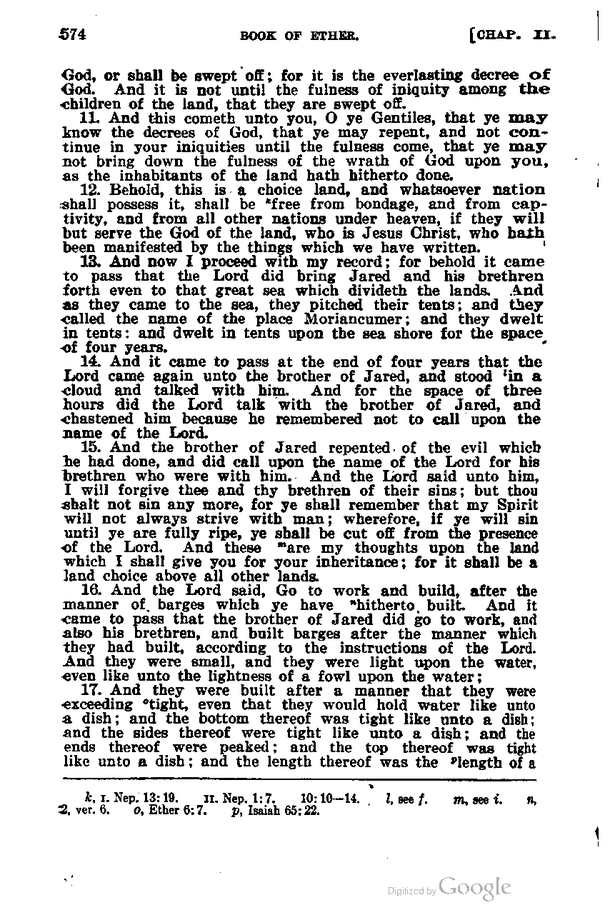 574 BOOK OF ETHER. [CHAP. II.
God, or shall be swept off; for it is the everlasting decree of
God. And it is not until the fulness of iniquity among the
children of the land, that they are swept off.
11. And this cometh unto you, O ye Gentiles, that ye may
know the decrees of God, that ye may repent, and not con-
tinue in your iniquities until the fulness come, that ye may
not bring down the fulness of the wrath of God upon you,
as the inhabitants of the land hath hitherto done.
12. Behold, this is a choice land, and whatsoever nation
shall possess it, shall be ᵏfree from bondage, and from cap-
tivity, and from all other nations under heaven, if they will
but serve the God of the land, who is Jesus Christ, who hath
been manifested by the things which we have written.
13. And now I proceed with my record; for behold it came
to pass that the Lord did bring Jared and his brethren
forth even to that great sea which divideth the lands. And
as they came to the sea, they pitched their tents; and they
called the name of the place Moriancumer; and they dwelt
in tents: and dwelt in tents upon the sea shore for the space
of four years.
14. And it came to pass at the end of four years that the
Lord came again unto the brother of Jared, and stood ˡin a
cloud and talked with him. And for the space of three
hours did the Lord talk with the brother of Jared, and
chastened him because he remembered not to call upon the
name of the Lord.
15. And the brother of Jared repented of the evil which
he had done, and did call upon the name of the Lord for his
brethren who were with him. And the Lord said unto him,
I will forgive thee and thy brethren of their sins; but thou
shalt not sin any more, for ye shall remember that my Spirit
will not always strive with man; wherefore, if ye will sin
until ye are fully ripe, ye shall be cut off from the presence
of the Lord. And these ᵐare my thoughts upon the land
which I shall give you for your inheritance; for it shall be a
land choice above all other lands.
16. And the Lord said, Go to work and build, after the
manner of barges which ye have ⁿhitherto built. And it
came to pass that the brother of Jared did go to work, and
also his brethren, and built barges after the manner which
they had built, according to the instructions of the Lord.
And they were small, and they were light upon the water,
even like unto the lightness of a fowl upon the water;
17. And they were built after a manner that they were
exceeding ᵒtight, even that they would hold water like unto
a dish; and the bottom thereof was tight like unto a dish;
and the sides thereof were tight like unto a dish; and the
ends thereof were peaked; and the top thereof was tight
like unto a dish; and the length thereof was the ᵖlength of a
k, I. Nep. 13:19. II. Nep. 1:7. 10:10—14. l, see f. m, see i. n,
2, ver. 6. o, Ether 6:7. p, Isaiah 65:22.
Digitized by Google